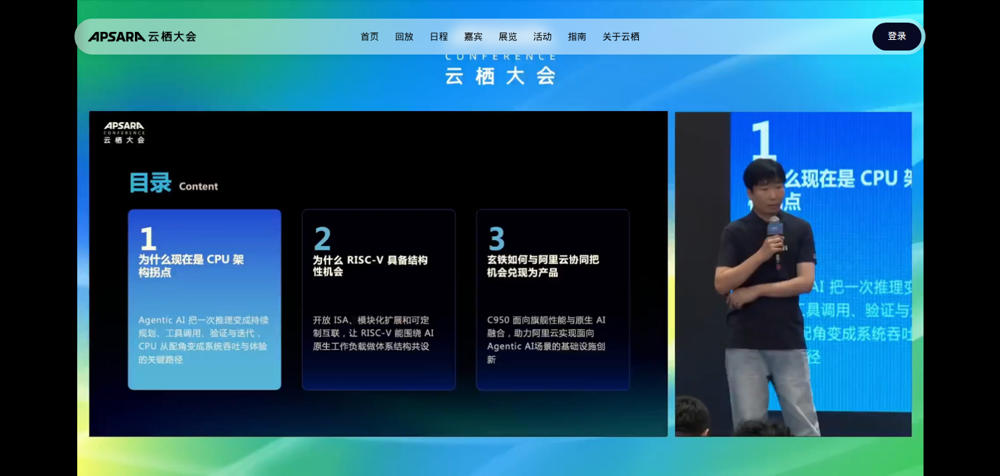 APSARA 云栖大会
首页 回放 日程 嘉宾 展览 活动 指南 关于云栖
登录
CONFERENCE
云栖大会
APSARA
CONFERENCE
云栖大会
目录 Content
1
为什么现在是 CPU 架
构拐点
Agentic AI 把一次推理变成持续
规划、工具调用、验证与迭代，
CPU 从配角变成系统吞吐与体验
的关键路径
2
为什么 RISC-V 具备结构
性机会
开放 ISA、模块化扩展和可定
制互联，让 RISC-V 能围绕 AI
原生工作负载做体系结构共设
3
玄铁如何与阿里云协同把
机会兑现为产品
C950 面向旗舰性能与原生 AI
融合，助力阿里云实现面向
Agentic AI场景的基础设施创
新
1
么现在是 CPU 架
点
AI 把一次推理变
工具调用、验证与
配角变成系统吞吐
径